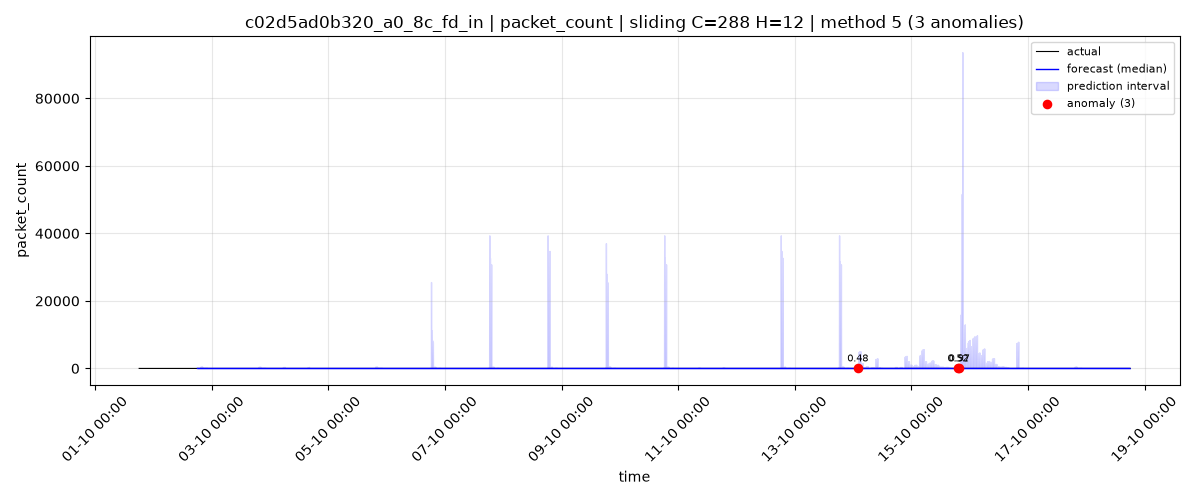 c02d5ad0b320_a0_8c_fd_in | packet_count | sliding C=288 H=12 | method 5 (3 anomalies)
actual
forecast (median)
prediction interval
anomaly (3)
packet_count
80000
60000
40000
20000
0
0.48
01-10 00:00
03-10 00:00
05-10 00:00
07-10 00:00
09-10 00:00
11-10 00:00
13-10 00:00
15-10 00:00
17-10 00:00
19-10 00:00
time